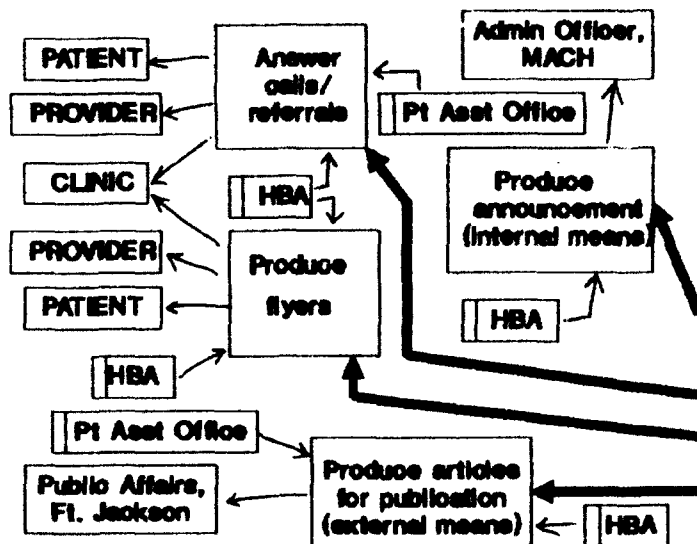 PATIENT
PROVIDER
CLINIC
PROVIDER
PATIENT
Answer
calls/
referrals
Pt Asst Office
HBA
Admin Officer,
MACH
Produce
announcement
(internal means)
HBA
Produce
flyers
HBA
Pt Asst Office
Public Affairs,
Ft. Jackson
Produce articles
for publication
(external means)
HBA